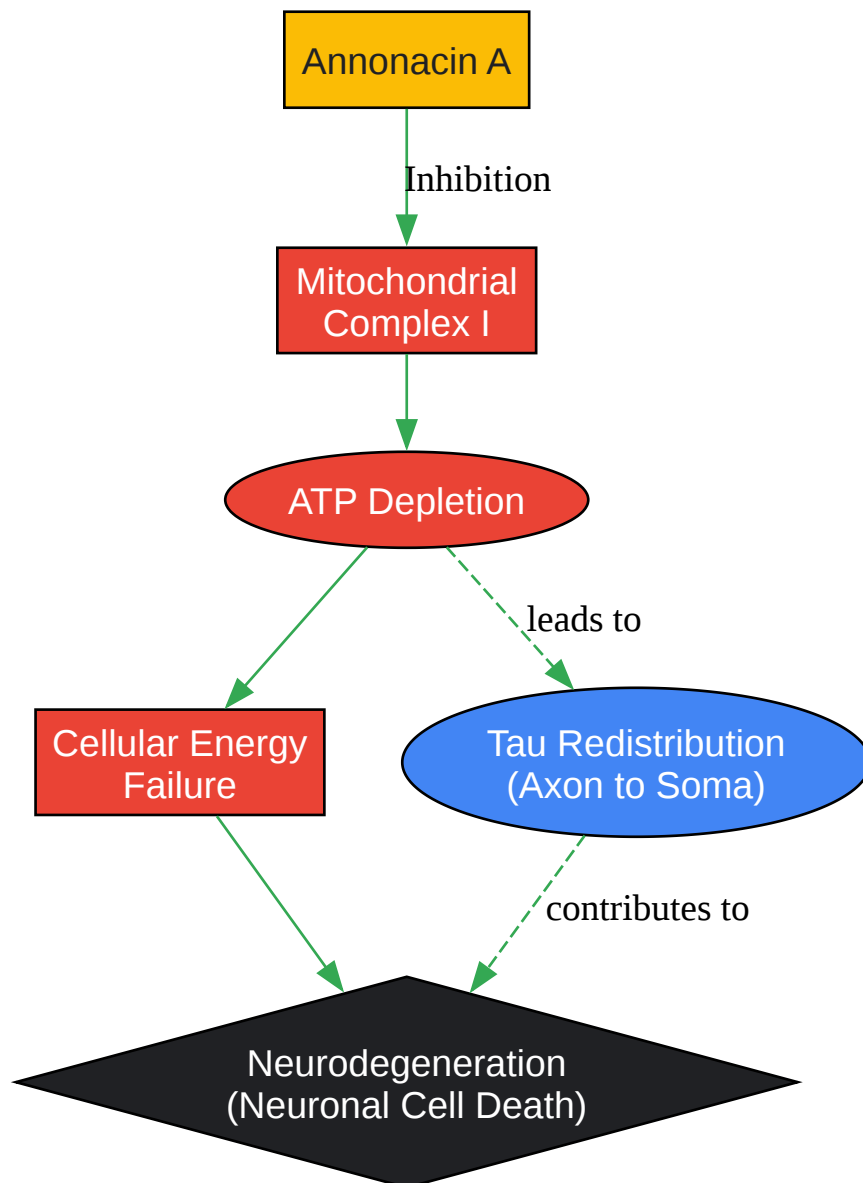 Annonacin A
Inhibition
Mitochondrial
Complex I
ATP Depletion
leads to
Cellular Energy
Failure
Tau Redistribution
(Axon to Soma)
contributes to
Neurodegeneration
(Neuronal Cell Death)